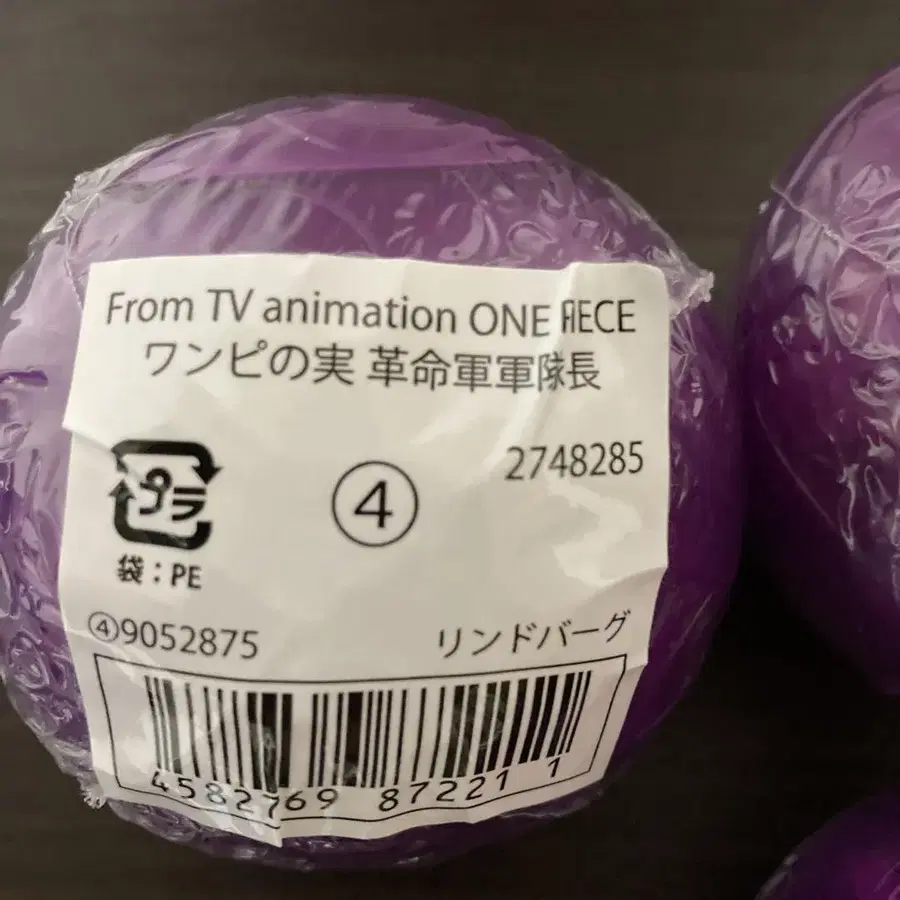 From TV animation ONE PIECE
ワンピの実 革命軍軍隊長
2748285
プラ
④
袋：PE
④9052875
リンドバーグ
4582769 87221 1